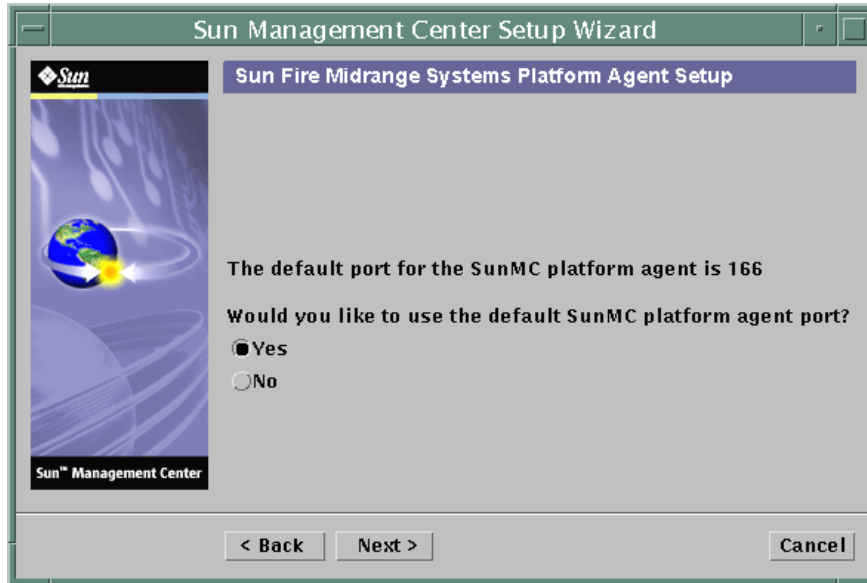 Sun Management Center Setup Wizard
Sun
Sun Fire Midrange Systems Platform Agent Setup
The default port for the SunMC platform agent is 166
Would you like to use the default SunMC platform agent port?
Yes
No
Sun™ Management Center
< Back
Next >
Cancel